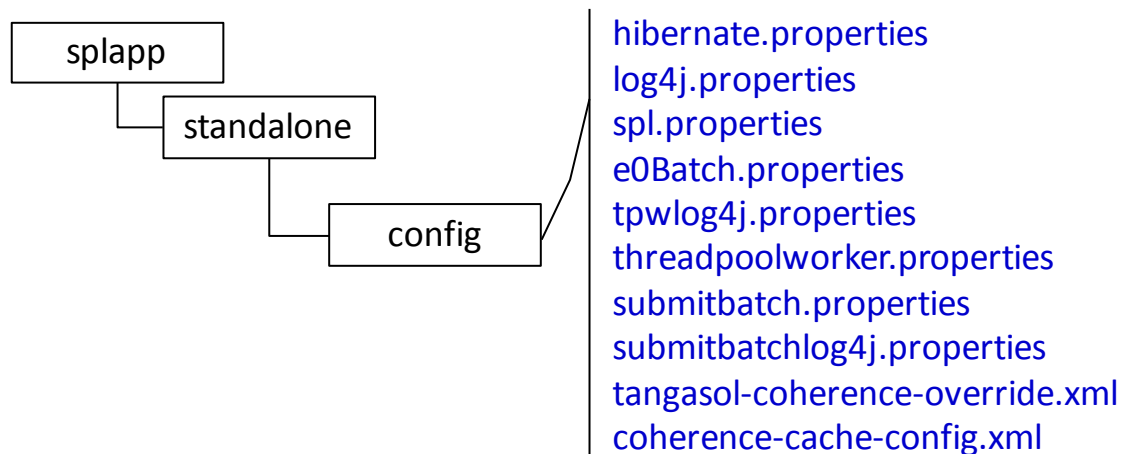 splapp
standalone
config
hibernate.properties
log4j.properties
spl.properties
e0Batch.properties
tpwlog4j.properties
threadpoolworker.properties
submitbatch.properties
submitbatchlog4j.properties
tangasol-coherence-override.xml
coherence-cache-config.xml